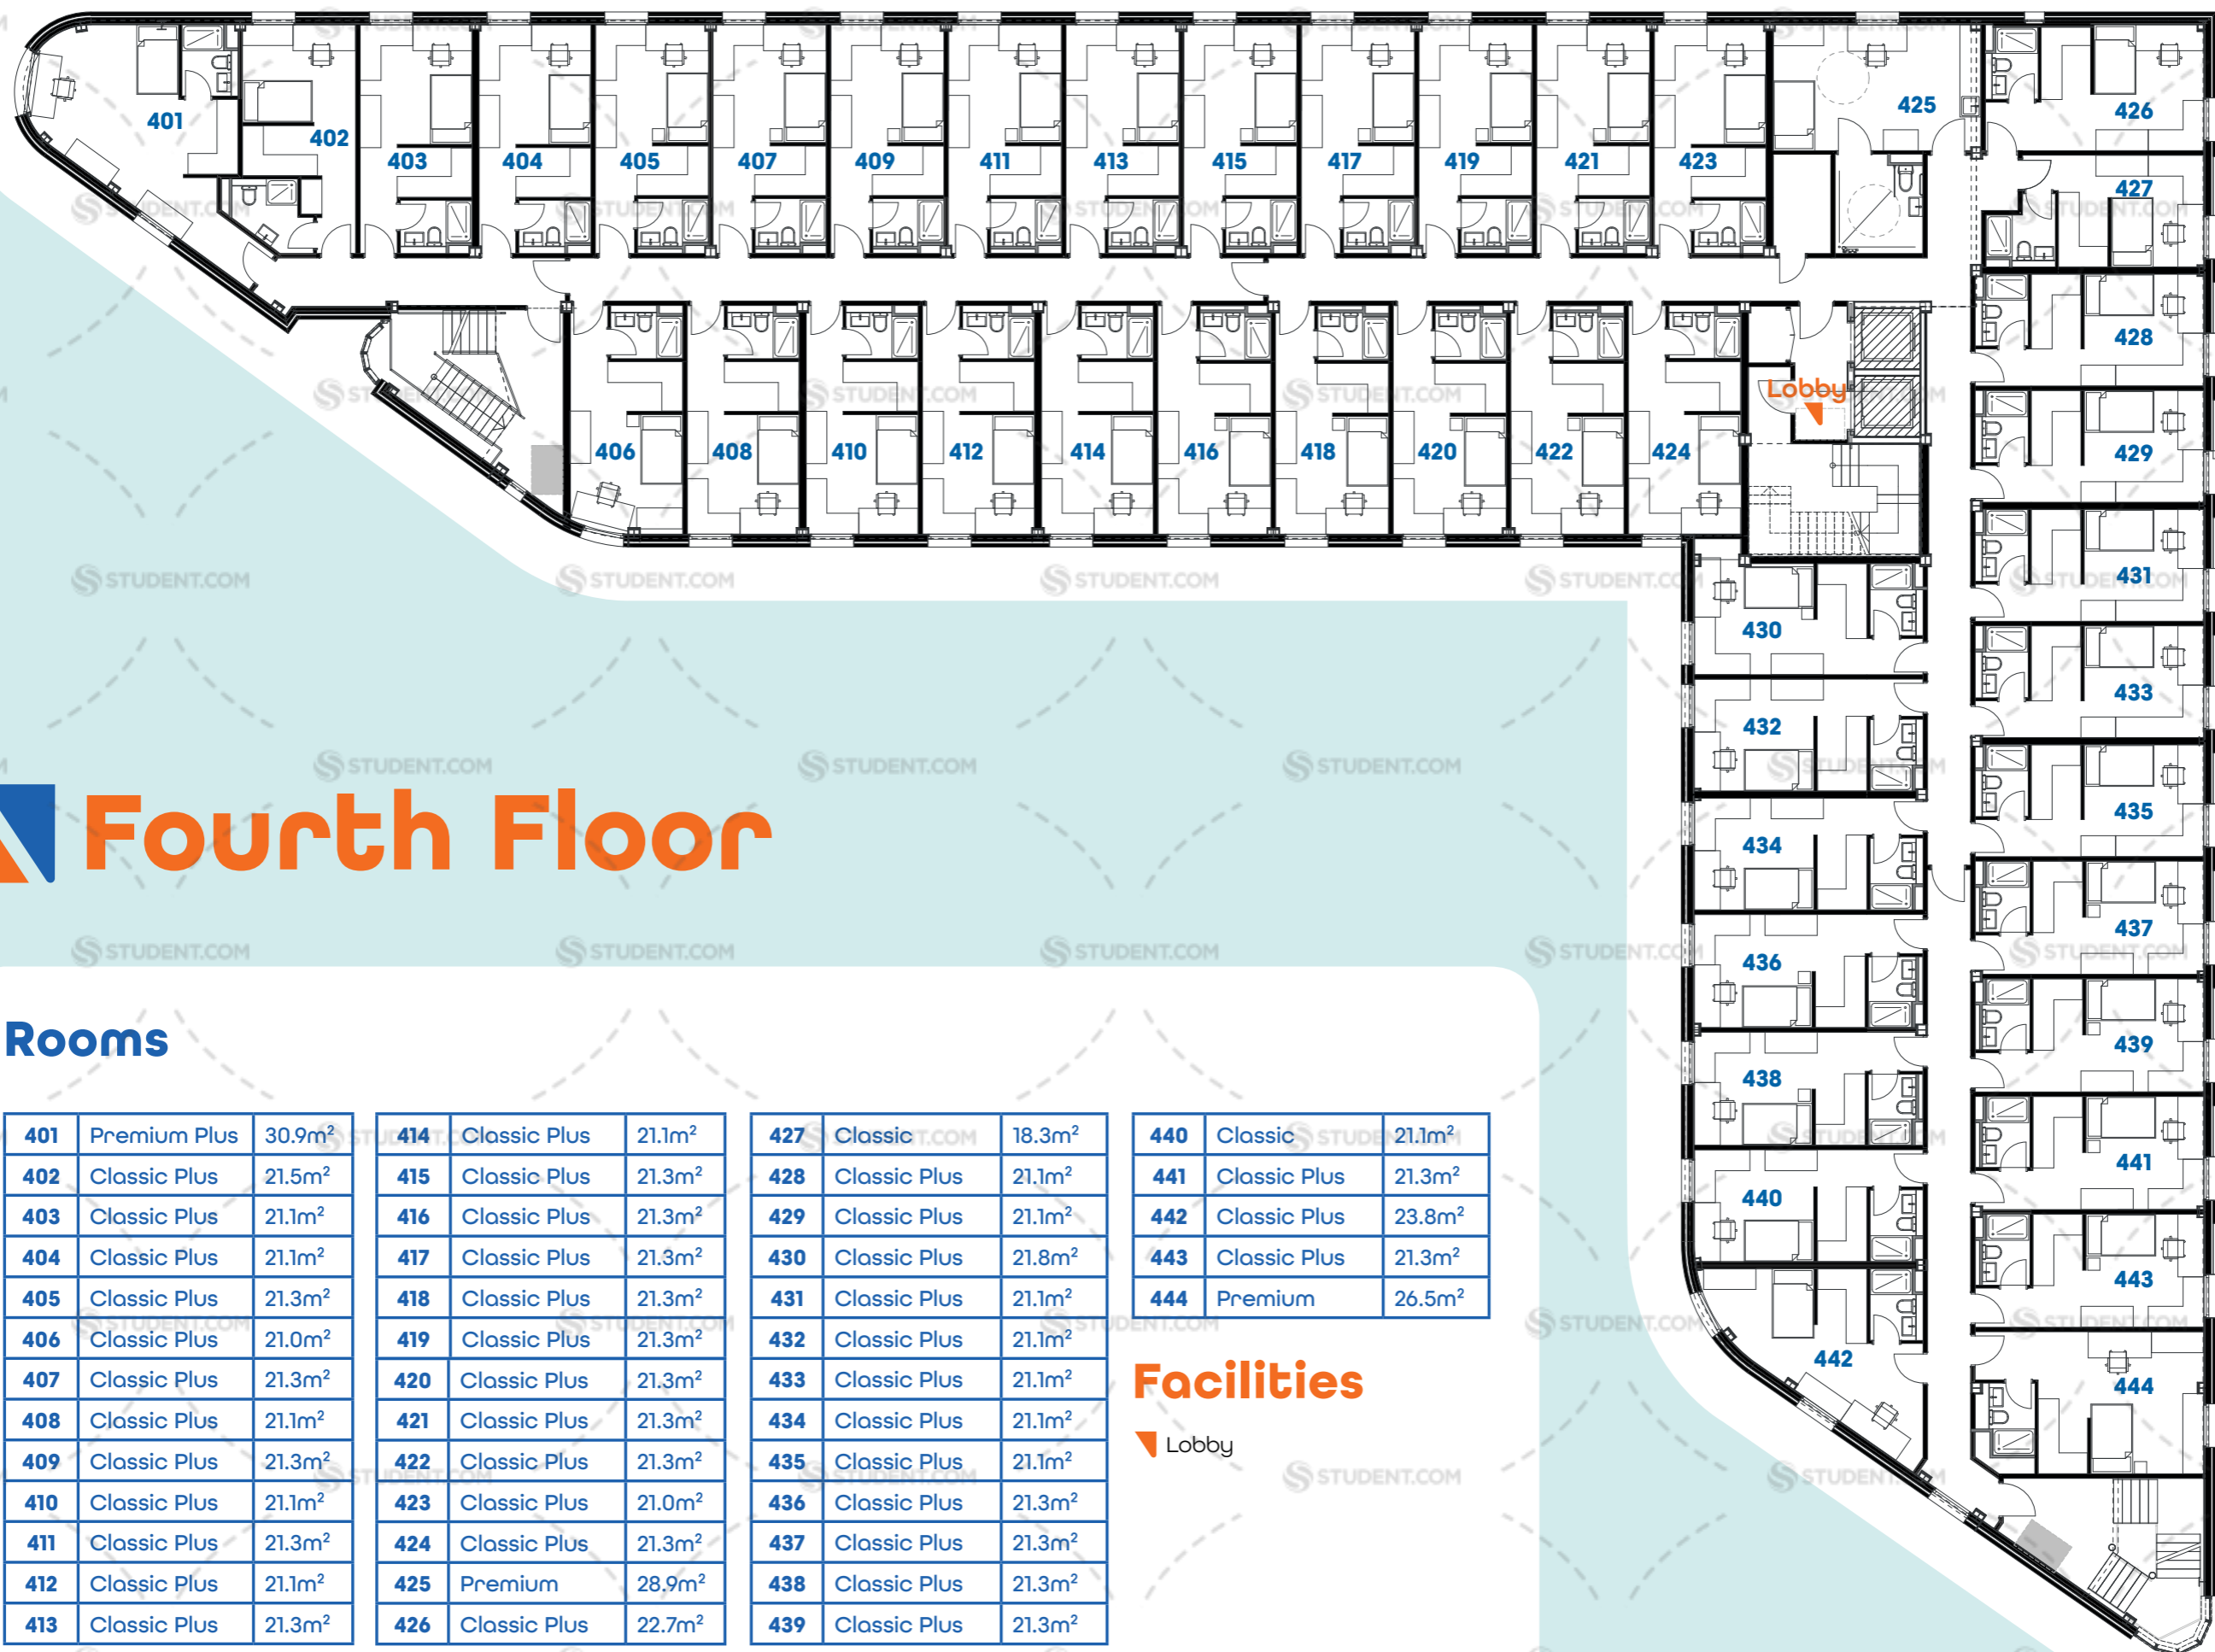 401
402
403
404
405
407
409
411
413
415
417
419
421
423
425
426
427
406
408
410
412
414
416
418
420
422
424
Lobby
428
429
431
433
435
437
439
441
443
444
430
432
434
436
438
440
442
Fourth Floor
Rooms
401 Premium Plus 30.9m²
402 Classic Plus 21.5m²
403 Classic Plus 21.1m²
404 Classic Plus 21.1m²
405 Classic Plus 21.3m²
406 Classic Plus 21.0m²
407 Classic Plus 21.3m²
408 Classic Plus 21.1m²
409 Classic Plus 21.3m²
410 Classic Plus 21.1m²
411 Classic Plus 21.3m²
412 Classic Plus 21.1m²
413 Classic Plus 21.3m²
414 Classic Plus 21.1m²
415 Classic Plus 21.3m²
416 Classic Plus 21.3m²
417 Classic Plus 21.3m²
418 Classic Plus 21.3m²
419 Classic Plus 21.3m²
420 Classic Plus 21.3m²
421 Classic Plus 21.3m²
422 Classic Plus 21.3m²
423 Classic Plus 21.0m²
424 Classic Plus 21.3m²
425 Premium 28.9m²
426 Classic Plus 22.7m²
427 Classic 18.3m²
428 Classic Plus 21.1m²
429 Classic Plus 21.1m²
430 Classic Plus 21.8m²
431 Classic Plus 21.1m²
432 Classic Plus 21.1m²
433 Classic Plus 21.1m²
434 Classic Plus 21.1m²
435 Classic Plus 21.1m²
436 Classic Plus 21.3m²
437 Classic Plus 21.3m²
438 Classic Plus 21.3m²
439 Classic Plus 21.3m²
440 Classic 21.1m²
441 Classic Plus 21.3m²
442 Classic Plus 23.8m²
443 Classic Plus 21.3m²
444 Premium 26.5m²
Facilities
Lobby
STUDENT.COM